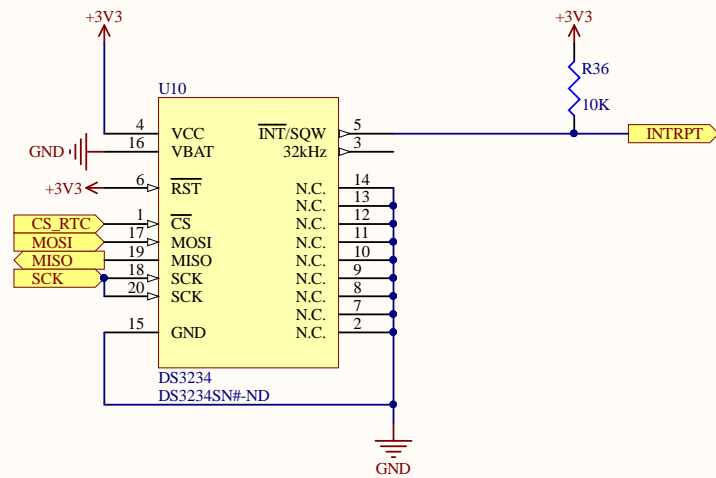 +3V3
+3V3
U10
R36
10K
4 VCC
INT/SQW 5
INTRPT
GND 16 VBAT
32kHz 3
+3V3 6 RST
N.C. 14
N.C. 13
CS_RTC 1 CS
N.C. 12
MOSI 17 MOSI
N.C. 11
MISO 19 MISO
N.C. 10
SCK 18 SCK
N.C. 9
20 SCK
N.C. 8
N.C. 7
15 GND
N.C. 2
DS3234
DS3234SN#-ND
GND